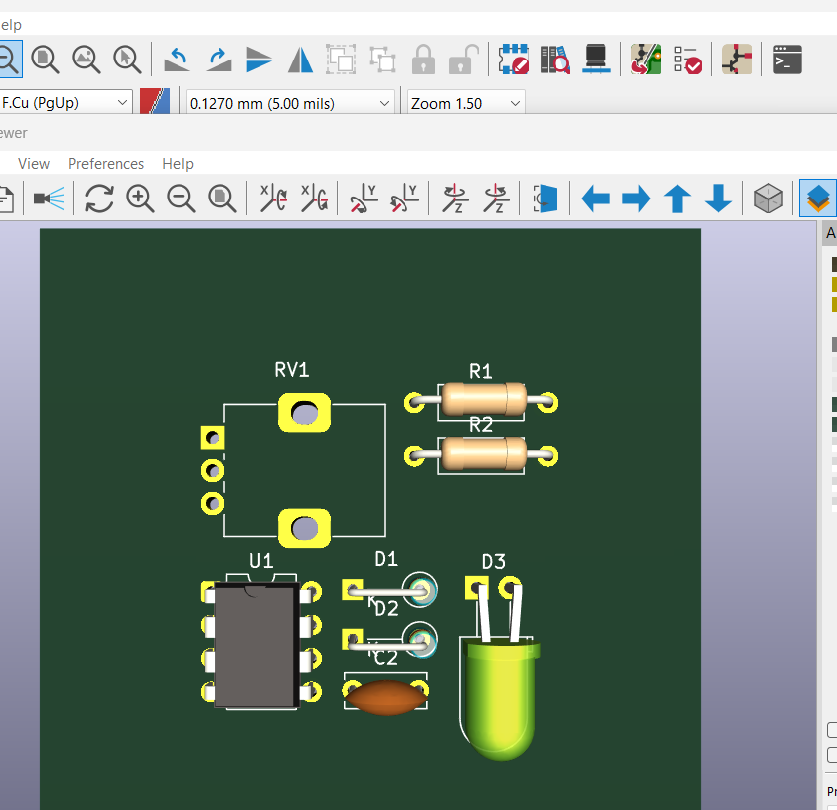 elp
F.Cu (PgUp)
0.1270 mm (5.00 mils)
Zoom 1.50
ewer
View Preferences Help
X Z X Z Y Y Z Z
A
RV1
R1
R2
U1
D1
K
D2
K
C2
D3
Pr